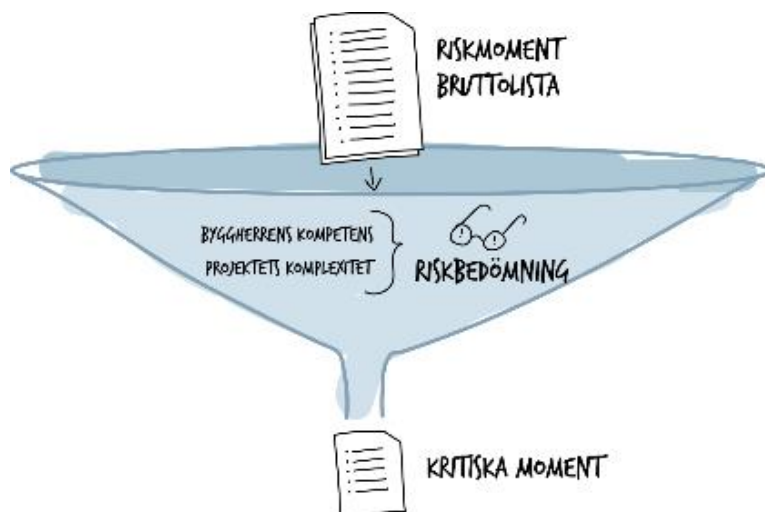 RISKMOMENT
BRUTTOLISTA
BYGGHERRENS KOMPETENS
PROJEKTETS KOMPLEXITET
RISKBEDÖMNING
KRITISKA MOMENT